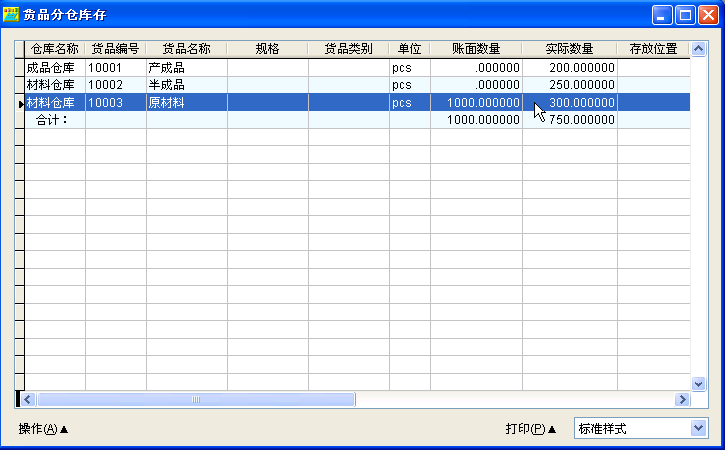 货品分仓库存
仓库名称 货品编号 货品名称 规格 货品类别 单位 账面数量 实际数量 存放位置
成品仓库 10001 产成品 pcs .000000 200.000000
材料仓库 10002 半成品 pcs .000000 250.000000
材料仓库 10003 原材料 pcs 1000.000000 300.000000
合计： 1000.000000 750.000000
操作(A)▲ 打印(P)▲ 标准样式